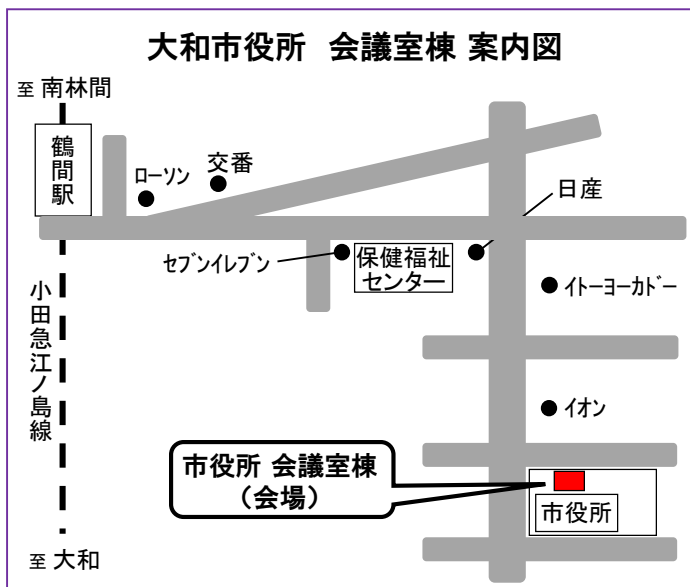 大和市役所 会議室棟 案内図
至 南林間
鶴間駅
ローソン
交番
日産
ｾﾌﾞﾝｲﾚﾌﾞﾝ
保健福祉
センター
ｲﾄｰﾖｰｶﾄﾞｰ
小田急江ノ島線
イオン
市役所 会議室棟
（会場）
市役所
至 大和